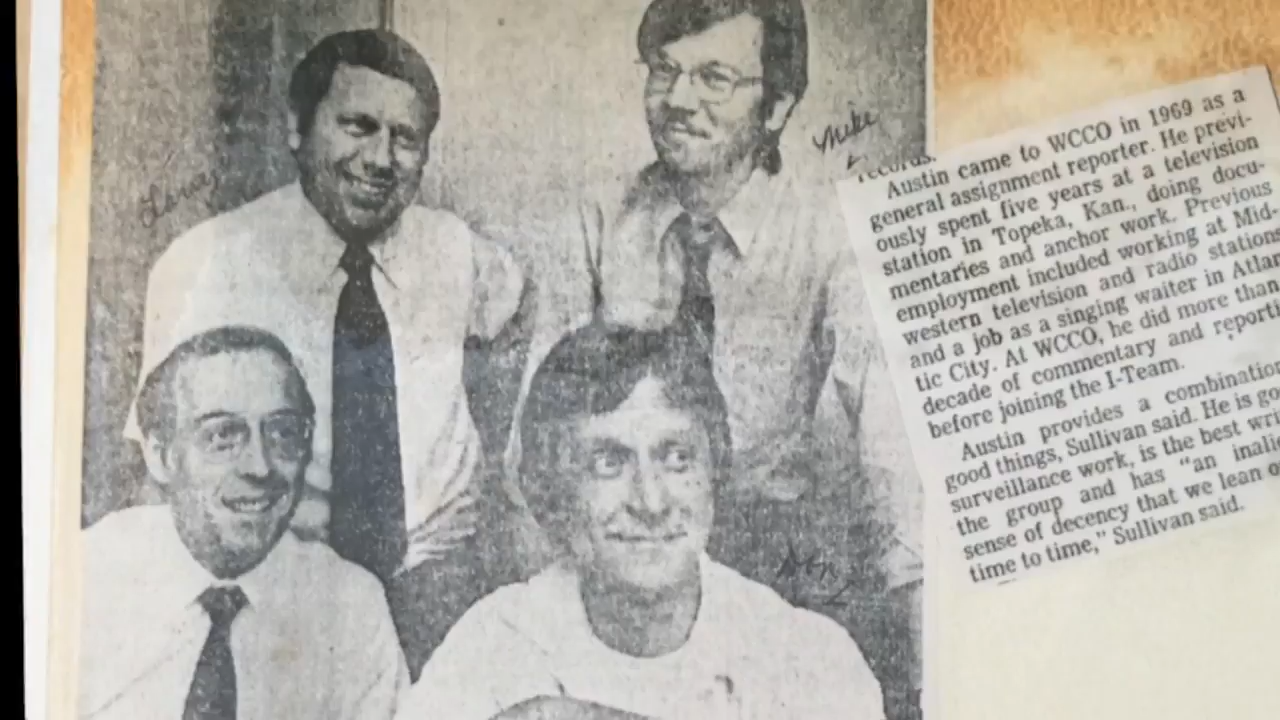 Mike
Don
records.
Austin came to WCCO in 1969 as a
general assignment reporter. He previ-
ously spent five years at a television
station in Topeka, Kan., doing docu-
mentaries and anchor work. Previous
employment included working at Mid-
western television and radio stations
and a job as a singing waiter in Atlan
tic City. At WCCO, he did more than
decade of commentary and reporti
before joining the I-Team.
Austin provides a combination
good things, Sullivan said. He is go
surveillance work, is the best wri
the group and has "an inali
sense of decency that we lean o
time to time," Sullivan said.